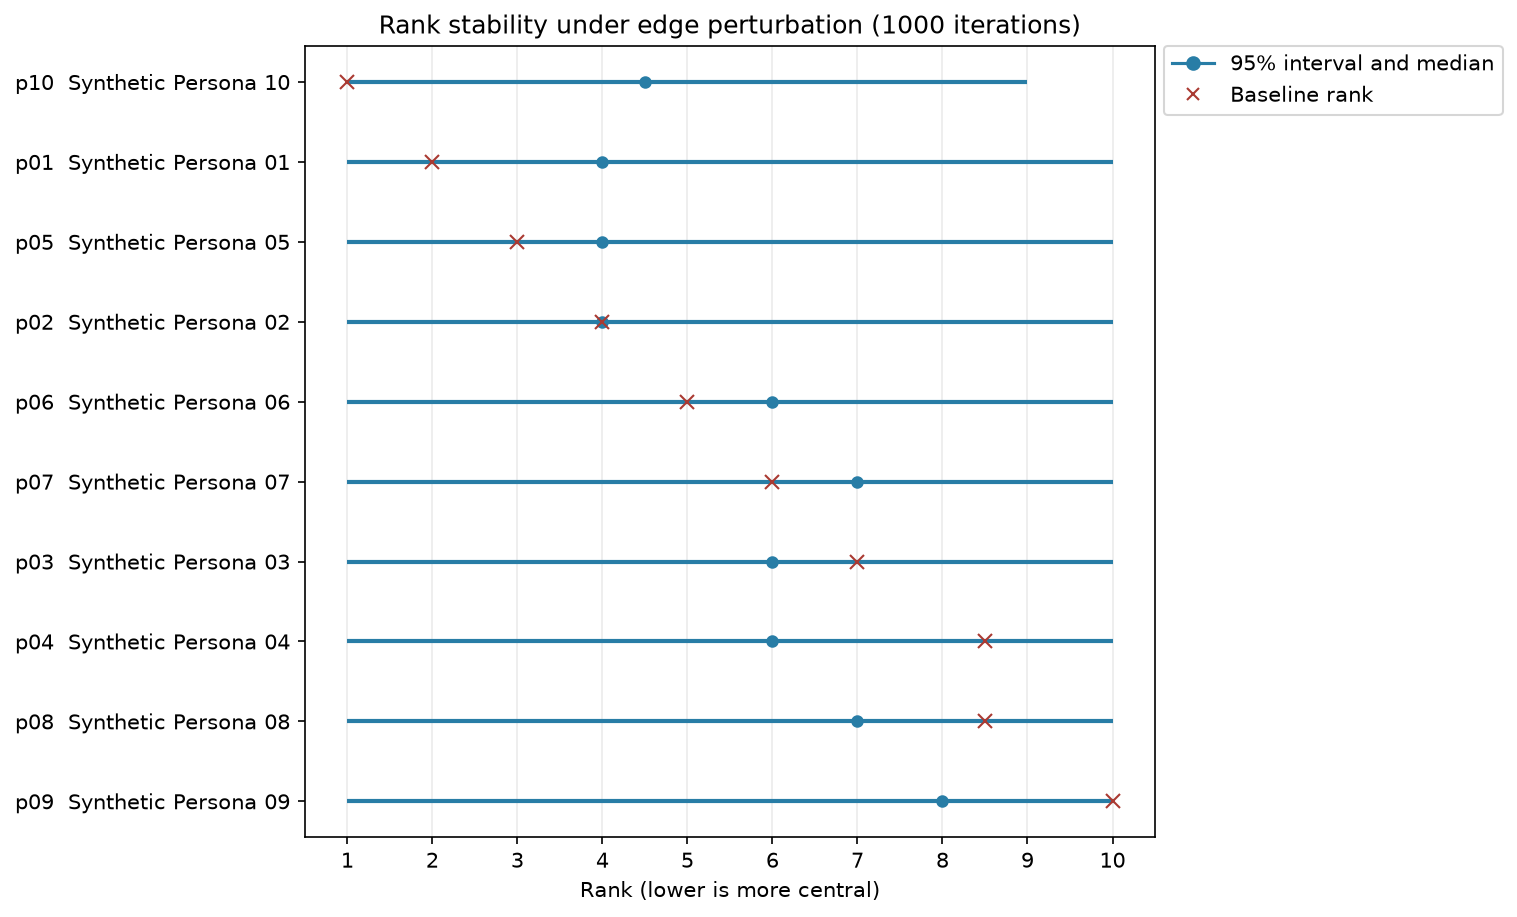 Rank stability under edge perturbation (1000 iterations)
95% interval and median
Baseline rank
p10 Synthetic Persona 10
p01 Synthetic Persona 01
p05 Synthetic Persona 05
p02 Synthetic Persona 02
p06 Synthetic Persona 06
p07 Synthetic Persona 07
p03 Synthetic Persona 03
p04 Synthetic Persona 04
p08 Synthetic Persona 08
p09 Synthetic Persona 09
1 2 3 4 5 6 7 8 9 10
Rank (lower is more central)